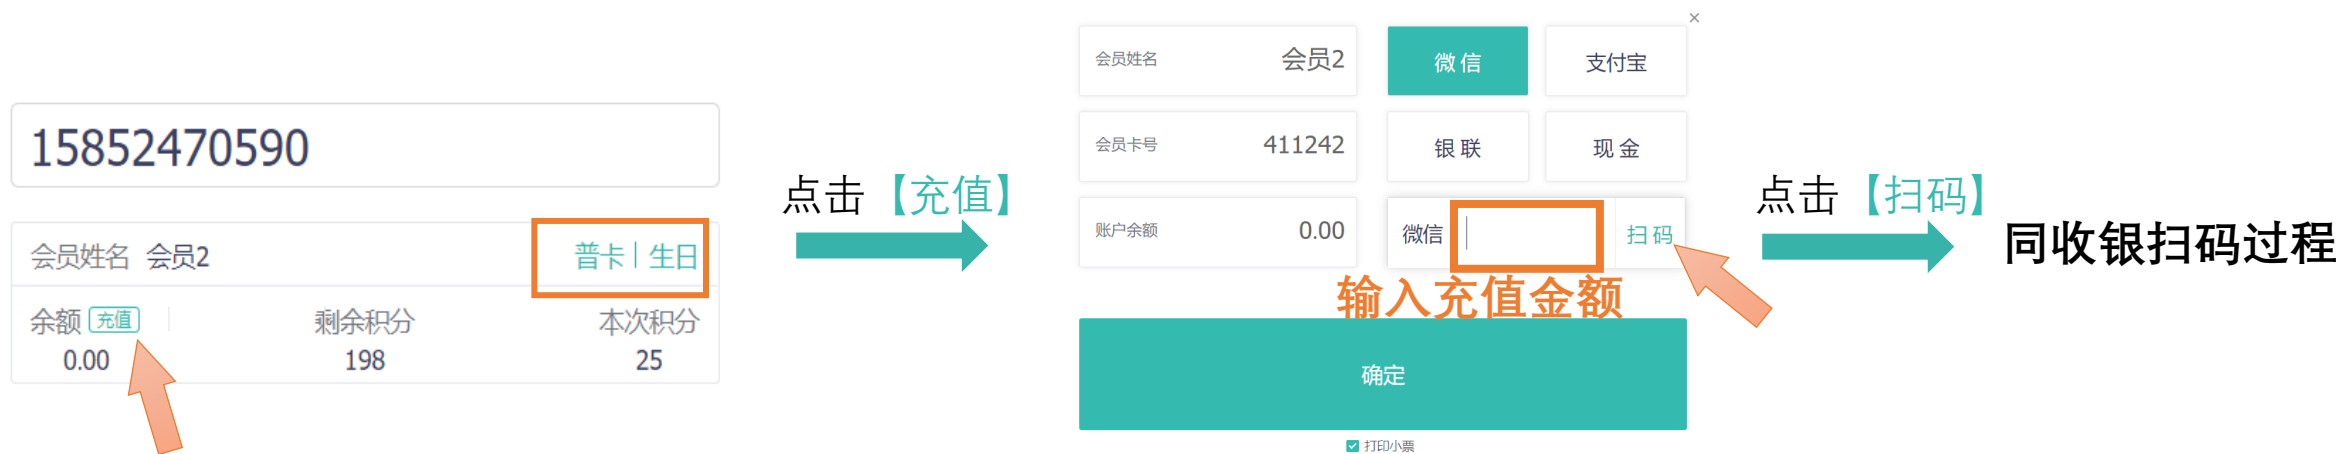 15852470590
会员姓名 会员2 普卡 | 生日
余额 充值 剩余积分 本次积分
0.00 198 25
点击【充值】
×
会员姓名 会员2
会员卡号 411242
账户余额 0.00
微信 支付宝
银联 现金
微信 扫码
输入充值金额
确定
打印小票
点击【扫码】
同收银扫码过程